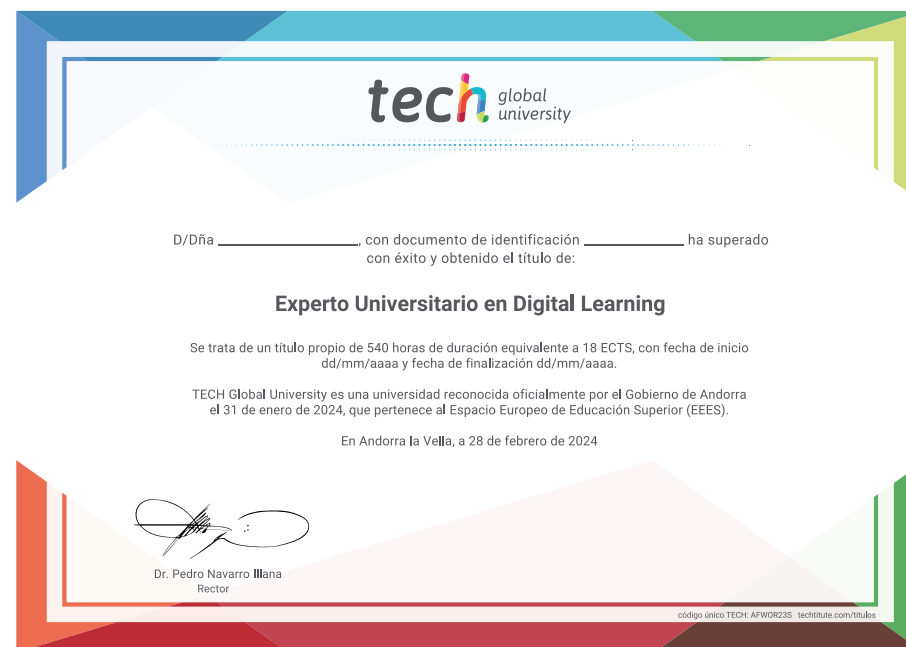 tech global university
D/Dña ____________________, con documento de identificación ______________ ha superado
con éxito y obtenido el título de:
Experto Universitario en Digital Learning
Se trata de un título propio de 540 horas de duración equivalente a 18 ECTS, con fecha de inicio
dd/mm/aaaa y fecha de finalización dd/mm/aaaa.
TECH Global University es una universidad reconocida oficialmente por el Gobierno de Andorra
el 31 de enero de 2024, que pertenece al Espacio Europeo de Educación Superior (EEES).
En Andorra la Vella, a 28 de febrero de 2024
Dr. Pedro Navarro Illana
Rector
código único TECH: AFWOR23S techtitute.com/titulos